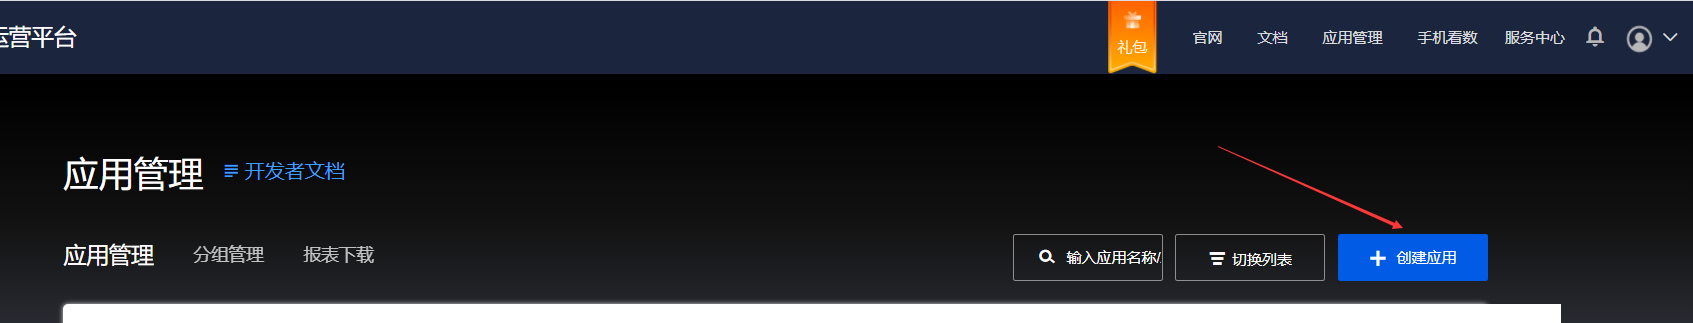 运营平台
礼包
官网 文档 应用管理 手机看数 服务中心
应用管理 开发者文档
应用管理 分组管理 报表下载
输入应用名称/ 切换列表 创建应用